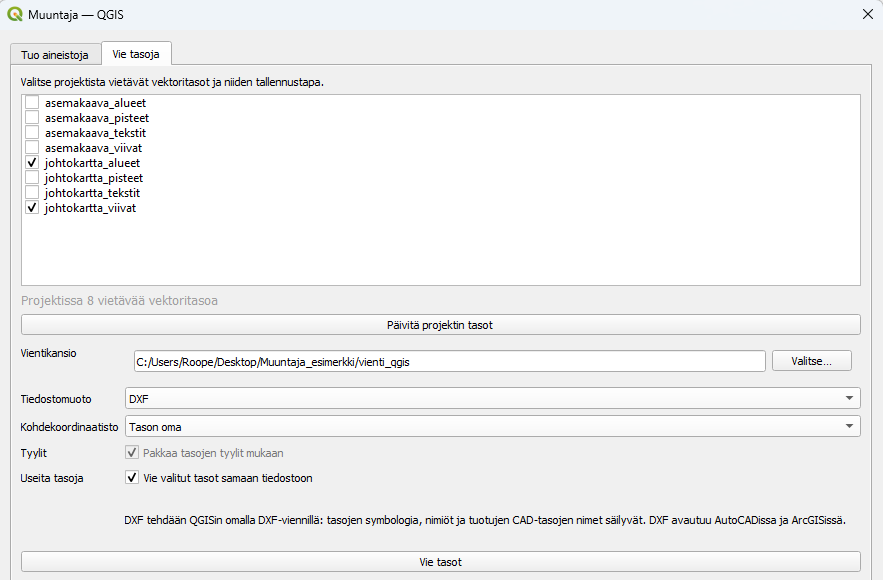 Muuntaja — QGIS
Tuo aineistoja
Vie tasoja
Valitse projektista vietävät vektoritasot ja niiden tallennustapa.
asemakaava_alueet
asemakaava_pisteet
asemakaava_tekstit
asemakaava_viivat
johtokartta_alueet
johtokartta_pisteet
johtokartta_tekstit
johtokartta_viivat
Projektissa 8 vietävää vektoritasoa
Päivitä projektin tasot
Vientikansio
C:/Users/Roope/Desktop/Muuntaja_esimerkki/vienti_qgis
Valitse...
Tiedostomuoto
DXF
Kohdekoordinaatisto
Tason oma
Tyylit
Pakkaa tasojen tyylit mukaan
Useita tasoja
Vie valitut tasot samaan tiedostoon
DXF tehdään QGISin omalla DXF-viennillä: tasojen symbologia, nimiöt ja tuotujen CAD-tasojen nimet säilyvät. DXF avautuu AutoCADissa ja ArcGISissä.
Vie tasot